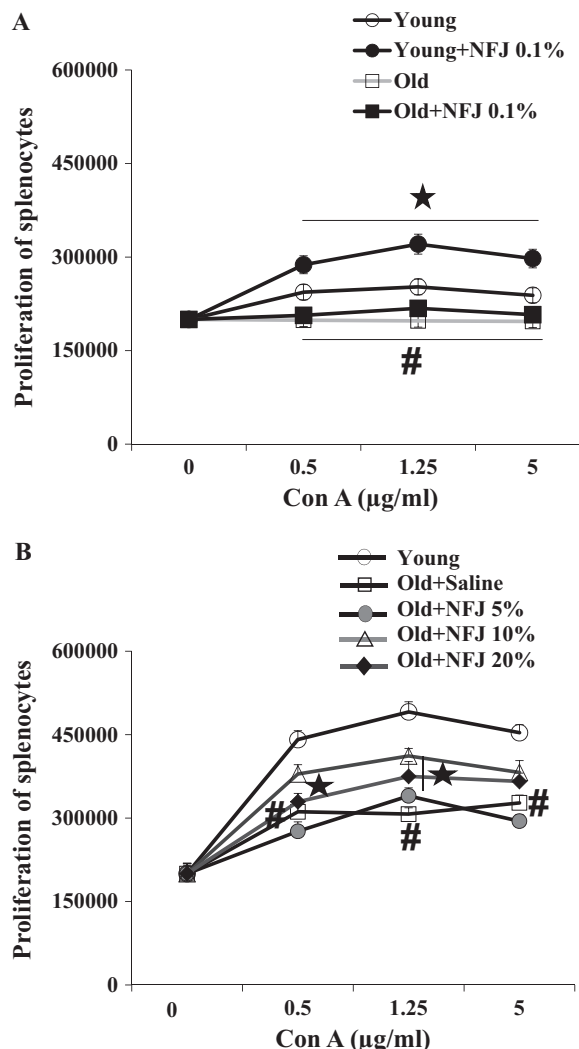 A
Young
Young+NFJ 0.1%
Old
Old+NFJ 0.1%
Proliferation of splenocytes
600000
450000
300000
150000
0
★
#
0 0.5 1.25 5
Con A (µg/ml)
B
Young
Old+Saline
Old+NFJ 5%
Old+NFJ 10%
Old+NFJ 20%
Proliferation of splenocytes
600000
450000
300000
150000
0
# ★ ★ #
#
0 0.5 1.25 5
Con A (µg/ml)